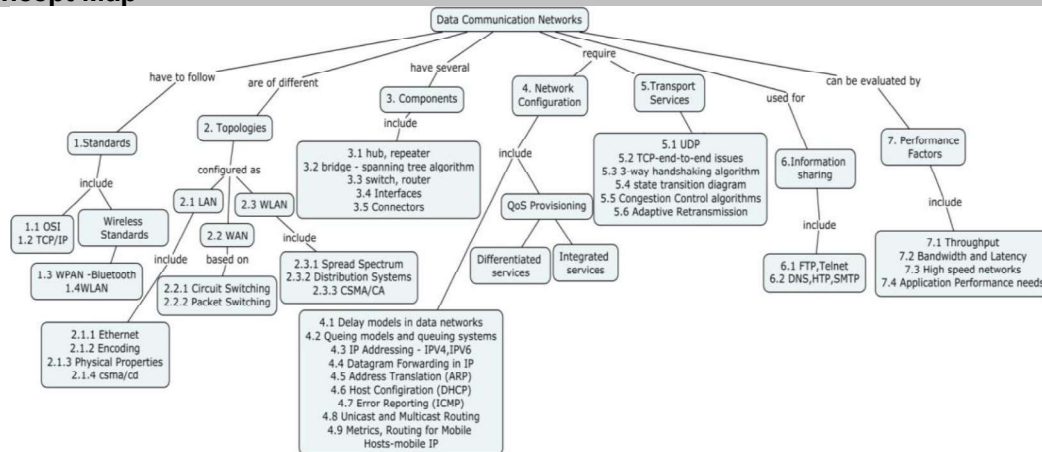 Data Communication Networks
have to follow
are of different
have several
require
used for
can be evaluated by
1.Standards
include
1.1 OSI
1.2 TCP/IP
Wireless
Standards
1.3 WPAN -Bluetooth
1.4WLAN
2. Topologies
configured as
2.1 LAN
include
2.1.1 Ethernet
2.1.2 Encoding
2.1.3 Physical Properties
2.1.4 csma/cd
2.2 WAN
based on
2.2.1 Circuit Switching
2.2.2 Packet Switching
2.3 WLAN
include
2.3.1 Spread Spectrum
2.3.2 Distribution Systems
2.3.3 CSMA/CA
3. Components
include
3.1 hub, repeater
3.2 bridge - spanning tree algorithm
3.3 switch, router
3.4 Interfaces
3.5 Connectors
4. Network
Configuration
include
QoS Provisioning
Differentiated
services
Integrated
services
4.1 Delay models in data networks
4.2 Queing models and queuing systems
4.3 IP Addressing - IPV4,IPV6
4.4 Datagram Forwarding in IP
4.5 Address Translation (ARP)
4.6 Host Configiration (DHCP)
4.7 Error Reporting (ICMP)
4.8 Unicast and Multicast Routing
4.9 Metrics, Routing for Mobile
Hosts-mobile IP
5.Transport
Services
5.1 UDP
5.2 TCP-end-to-end issues
5.3 3-way handshaking algorithm
5.4 state transition diagram
5.5 Congestion Control algorithms
5.6 Adaptive Retransmission
6.Information
sharing
include
6.1 FTP,Telnet
6.2 DNS,HTP,SMTP
7. Performance
Factors
include
7.1 Throughput
7.2 Bandwidth and Latency
7.3 High speed networks
7.4 Application Performance needs